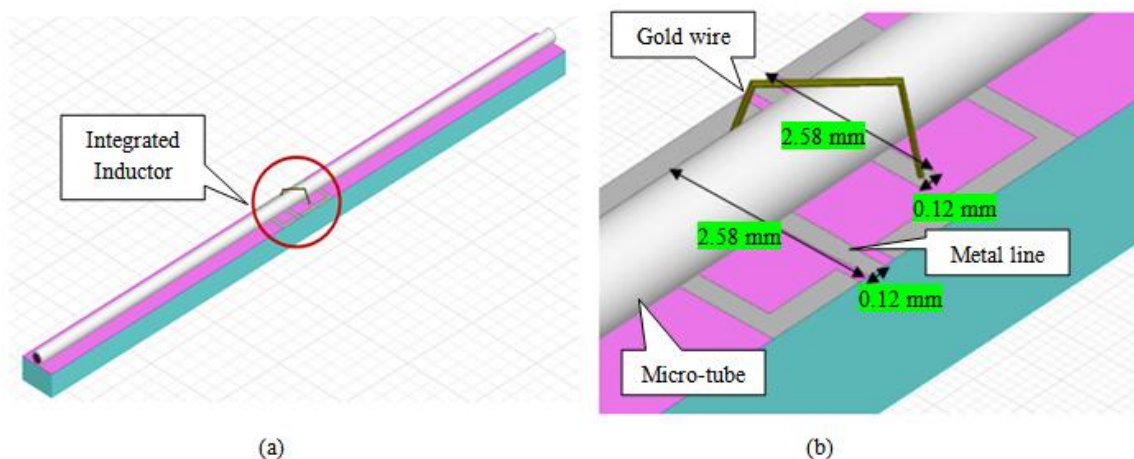 Integrated
Inductor
(a)
Gold wire
2.58 mm
0.12 mm
2.58 mm
Metal line
0.12 mm
Micro-tube
(b)